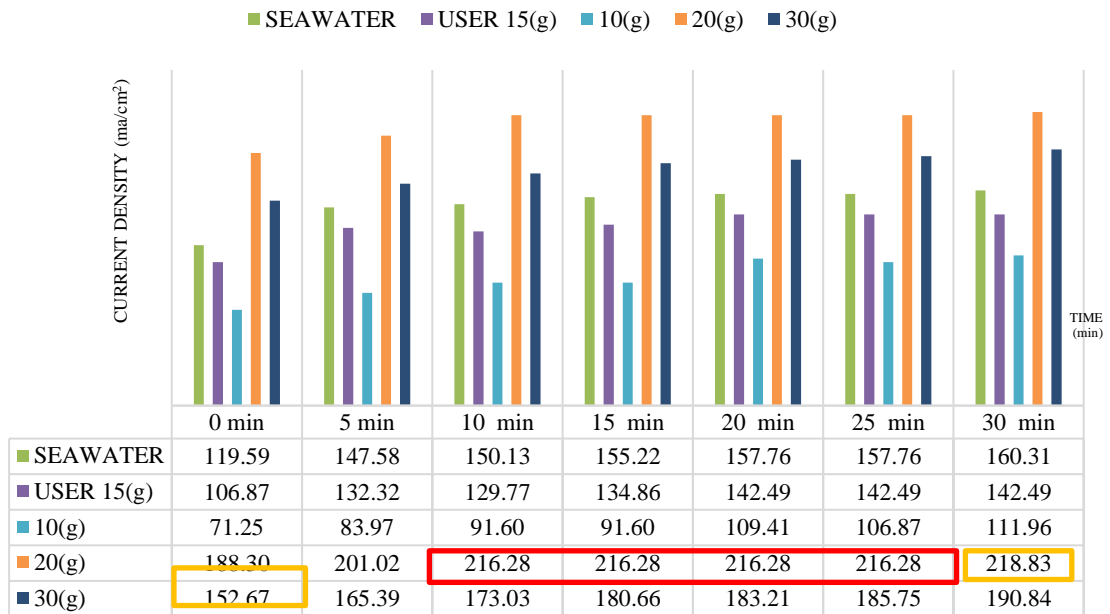 SEAWATER USER 15(g) 10(g) 20(g) 30(g)
CURRENT DENSITY (ma/cm²)
TIME
(min)
0 min 5 min 10 min 15 min 20 min 25 min 30 min
SEAWATER 119.59 147.58 150.13 155.22 157.76 157.76 160.31
USER 15(g) 106.87 132.32 129.77 134.86 142.49 142.49 142.49
10(g) 71.25 83.97 91.60 91.60 109.41 106.87 111.96
20(g) 188.30 201.02 216.28 216.28 216.28 216.28 218.83
30(g) 152.67 165.39 173.03 180.66 183.21 185.75 190.84